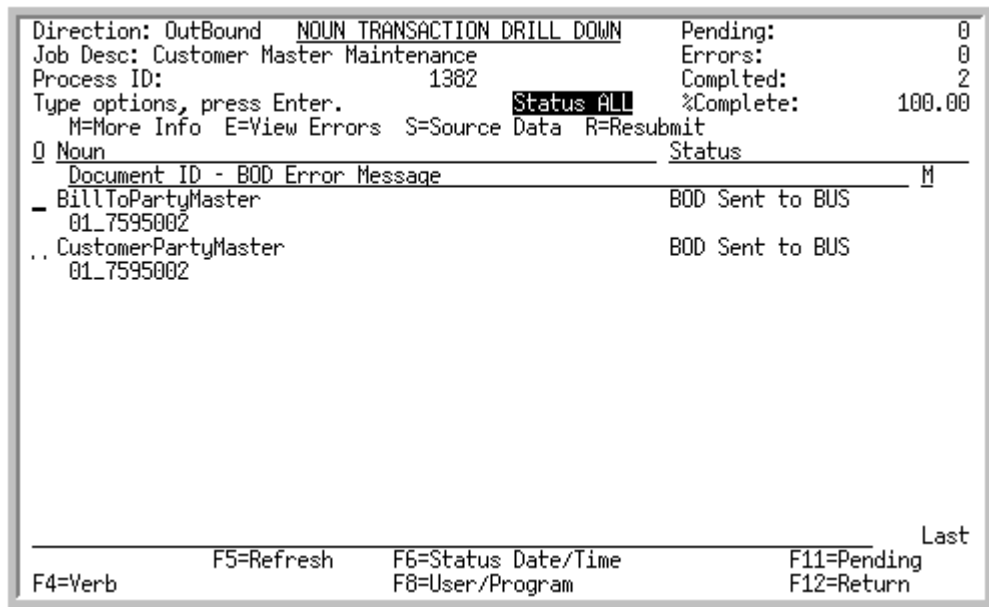 Direction: OutBound NOUN TRANSACTION DRILL DOWN Pending: 0
Job Desc: Customer Master Maintenance Errors: 0
Process ID: 1382 Complted: 2
Type options, press Enter. Status ALL %Complete: 100.00
M=More Info E=View Errors S=Source Data R=Resubmit
O Noun Status
Document ID - BOD Error Message M
_ BillToPartyMaster BOD Sent to BUS
01_7595002
.. CustomerPartyMaster BOD Sent to BUS
01_7595002
Last
F5=Refresh F6=Status Date/Time F11=Pending
F4=Verb F8=User/Program F12=Return